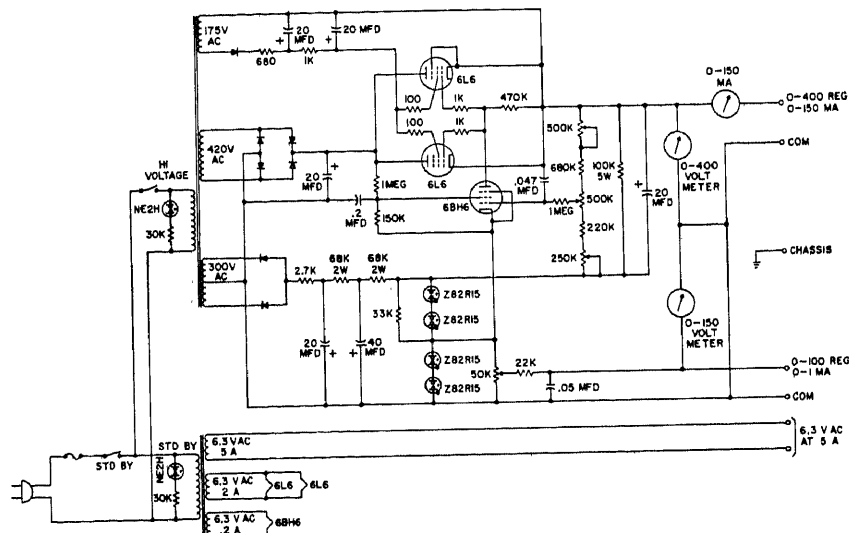 175V
AC
20
MFD
20 MFD
680
1K
6L6
0-150
MA
0-400 REG
0-150 MA
100
1K
470K
100
1K
500K
COM
420V
AC
HI
VOLTAGE
6L6
680K
100K
5W
0-400
VOLT
METER
20
MFD
1MEG
.047
MFD
20
MFD
NE2H
.2
MFD
150K
6BH6
1MEG
500K
30K
220K
CHASSIS
300V
AC
2.7K
68K
2W
68K
2W
250K
Z82R15
33K
Z82R15
0-150
VOLT
METER
20
MFD
40
MFD
Z82R15
50K
22K
0-100 REG
0-1 MA
Z82R15
.05 MFD
COM
6.3 VAC
5 A
6.3 VAC
AT 5 A
STD BY
STD BY
NE2H
30K
6.3 VAC
2 A
6L6
6L6
6.3 VAC
.2 A
6BH6